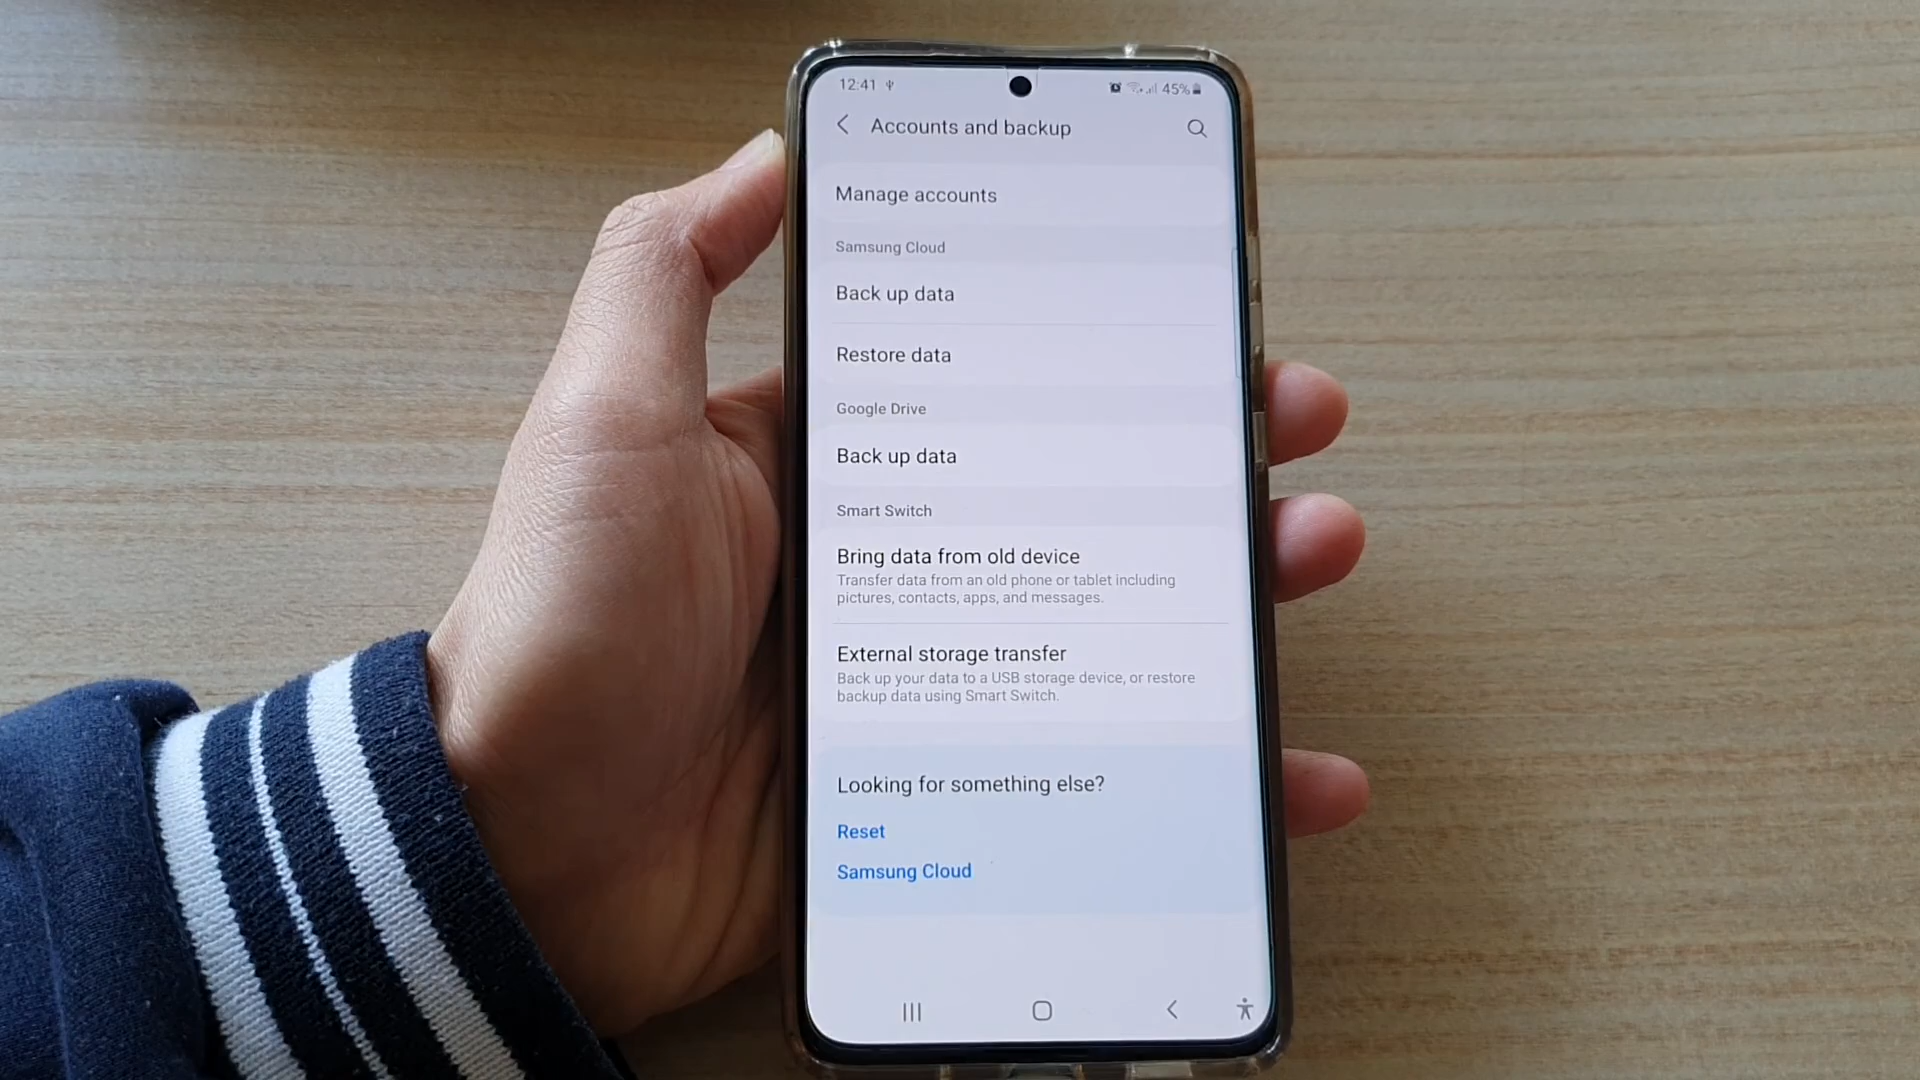 12:41
45%
Accounts and backup
Manage accounts
Samsung Cloud
Back up data
Restore data
Google Drive
Back up data
Smart Switch
Bring data from old device
Transfer data from an old phone or tablet including
pictures, contacts, apps, and messages.
External storage transfer
Back up your data to a USB storage device, or restore
backup data using Smart Switch.
Looking for something else?
Reset
Samsung Cloud